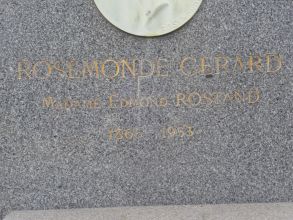 ROSEMONDE GERARD
MADAME EDMOND ROSTAND
1866 1953